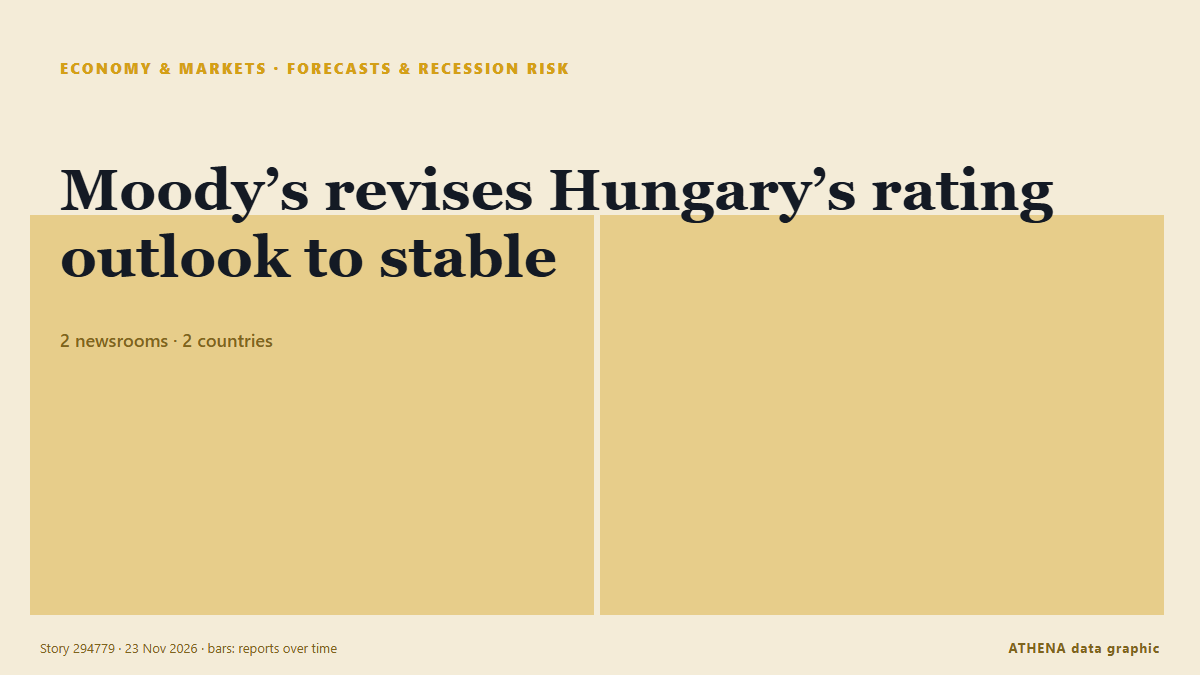 ECONOMY & MARKETS · FORECASTS & RECESSION RISK
Moody’s revises Hungary’s rating
outlook to stable
2 newsrooms · 2 countries
Story 294779 · 23 Nov 2026 · bars: reports over time
ATHENA data graphic